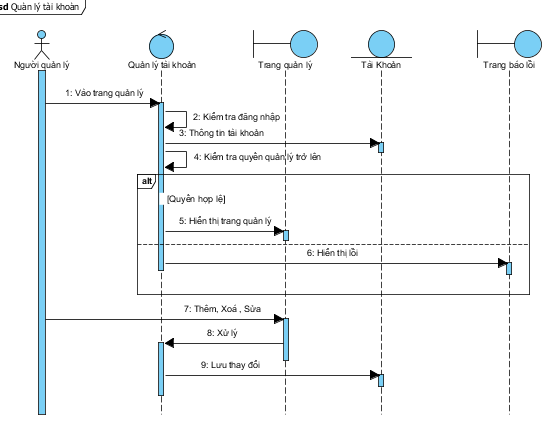 sd Quản lý tài khoản
Người quản lý
Quản lý tài khoản
Trang quản lý
Tài Khoản
Trang báo lỗi
1: Vào trang quản lý
2: Kiểm tra đăng nhập
3: Thông tin tài khoản
4: Kiểm tra quyền quản lý trở lên
alt
[Quyền hợp lệ]
5: Hiển thị trang quản lý
6: Hiển thị lỗi
7: Thêm, Xoá , Sửa
8: Xử lý
9: Lưu thay đổi